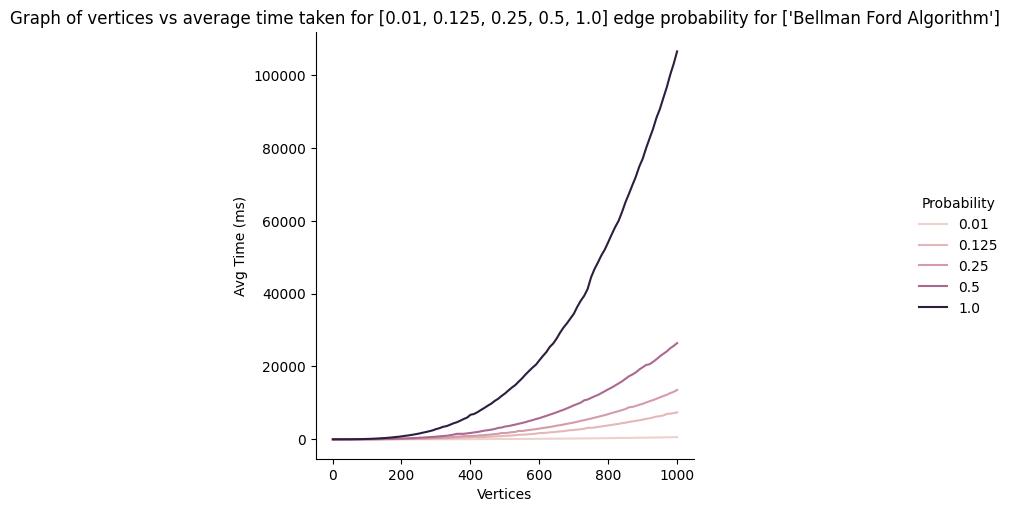 Graph of vertices vs average time taken for [0.01, 0.125, 0.25, 0.5, 1.0] edge probability for ['Bellman Ford Algorithm']
Avg Time (ms)
100000
80000
60000
40000
20000
0
0 200 400 600 800 1000
Vertices
Probability
0.01
0.125
0.25
0.5
1.0